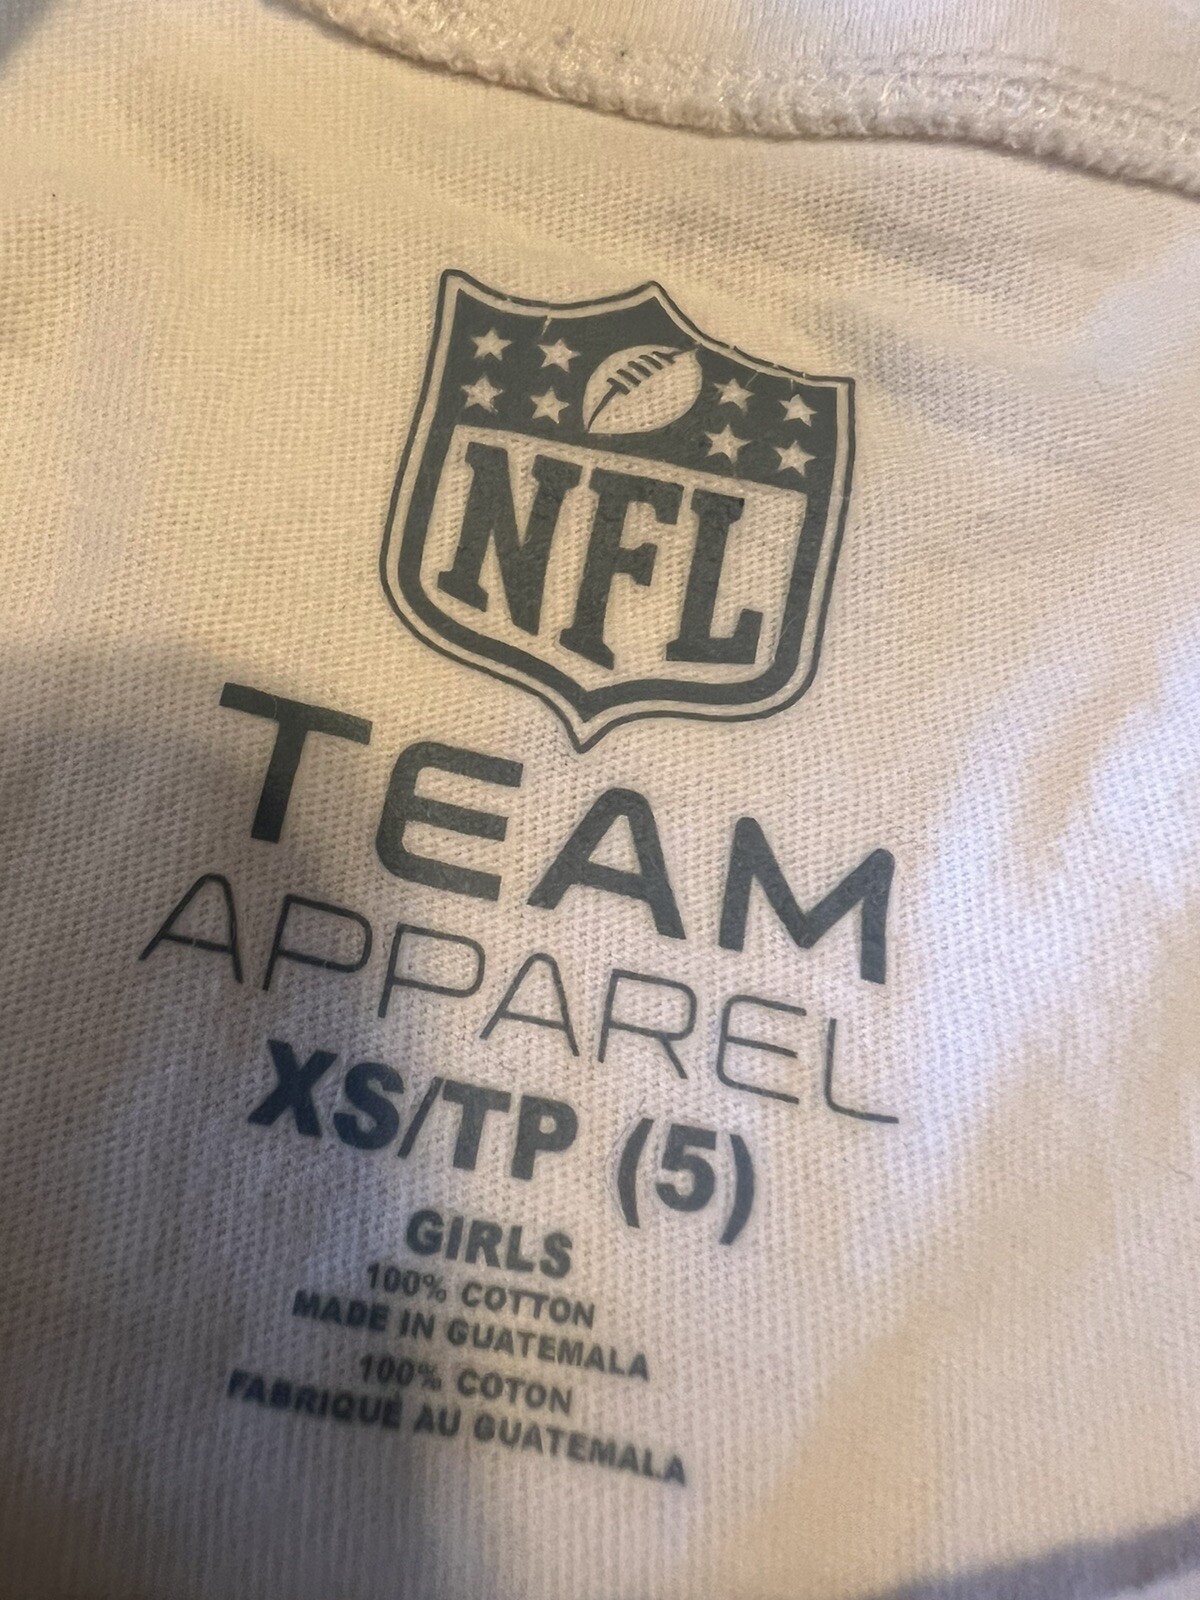 NFL
TEAM
APPAREL
XS/TP (5)
GIRLS
100% COTTON
MADE IN GUATEMALA
100% COTON
FABRIQUÉ AU GUATEMALA